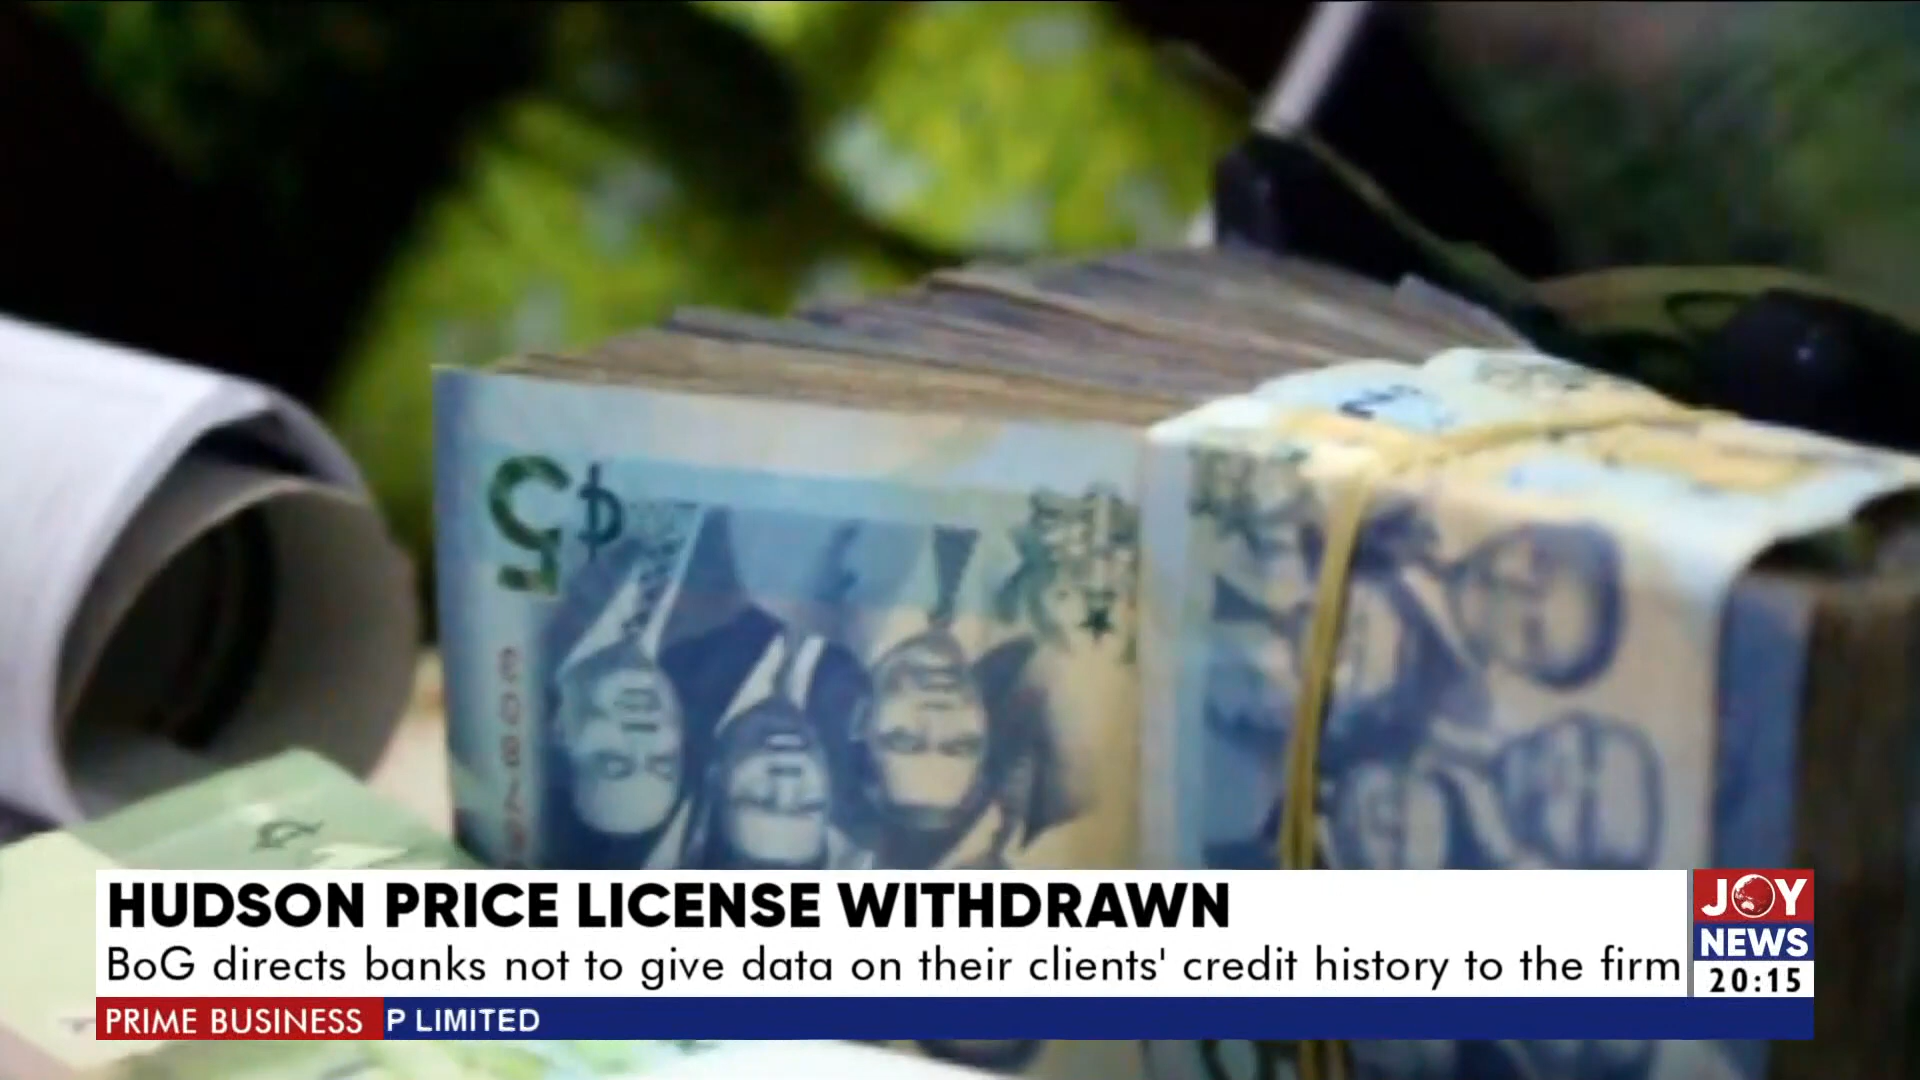 5
HUDSON PRICE LICENSE WITHDRAWN
BoG directs banks not to give data on their clients' credit history to the firm
JOY
NEWS
20:15
PRIME BUSINESS
P LIMITED